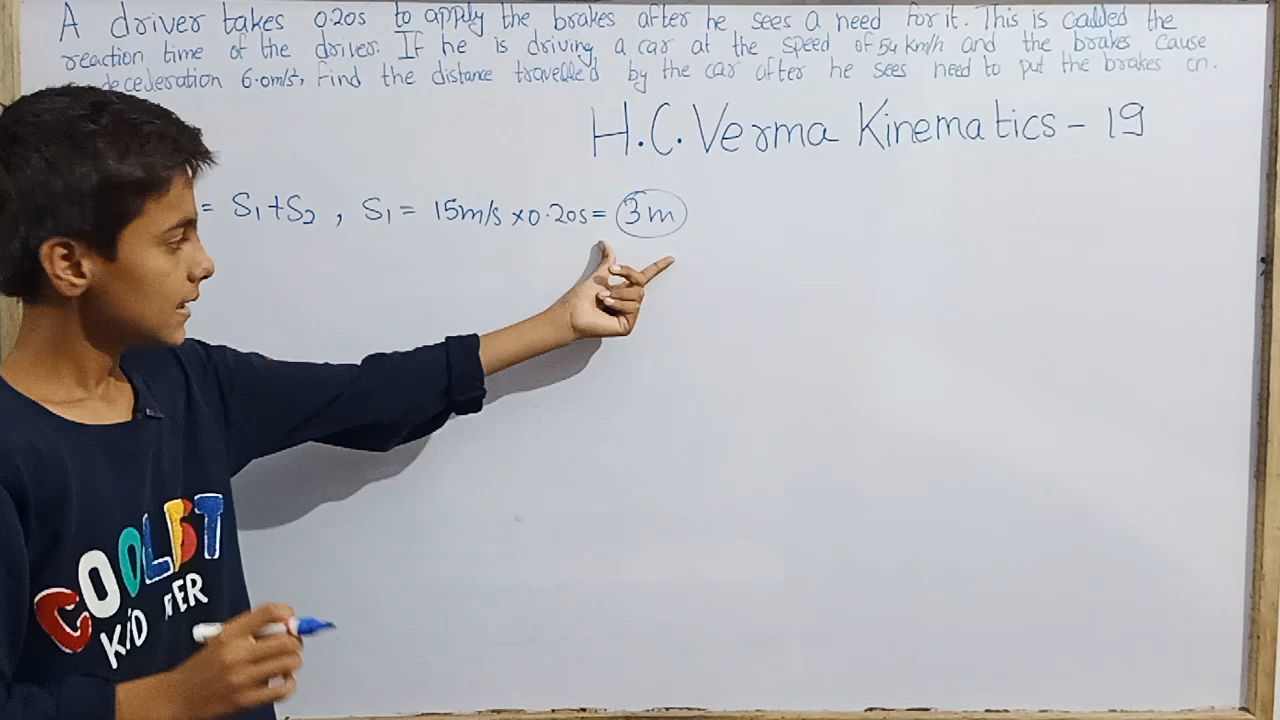 A driver takes 0.20s to apply the brakes after he sees a need for it. This is called the
reaction time of the driver. If he is driving a car at the speed of 54 km/h and the brakes cause
deceleration 6.0m/s², Find the distance travelled by the car after he sees need to put the brakes on.
H.C. Verma Kinematics - 19
= S₁+S₂ , S₁ = 15m/s ×0.20s= 3m
COOLEST
KID